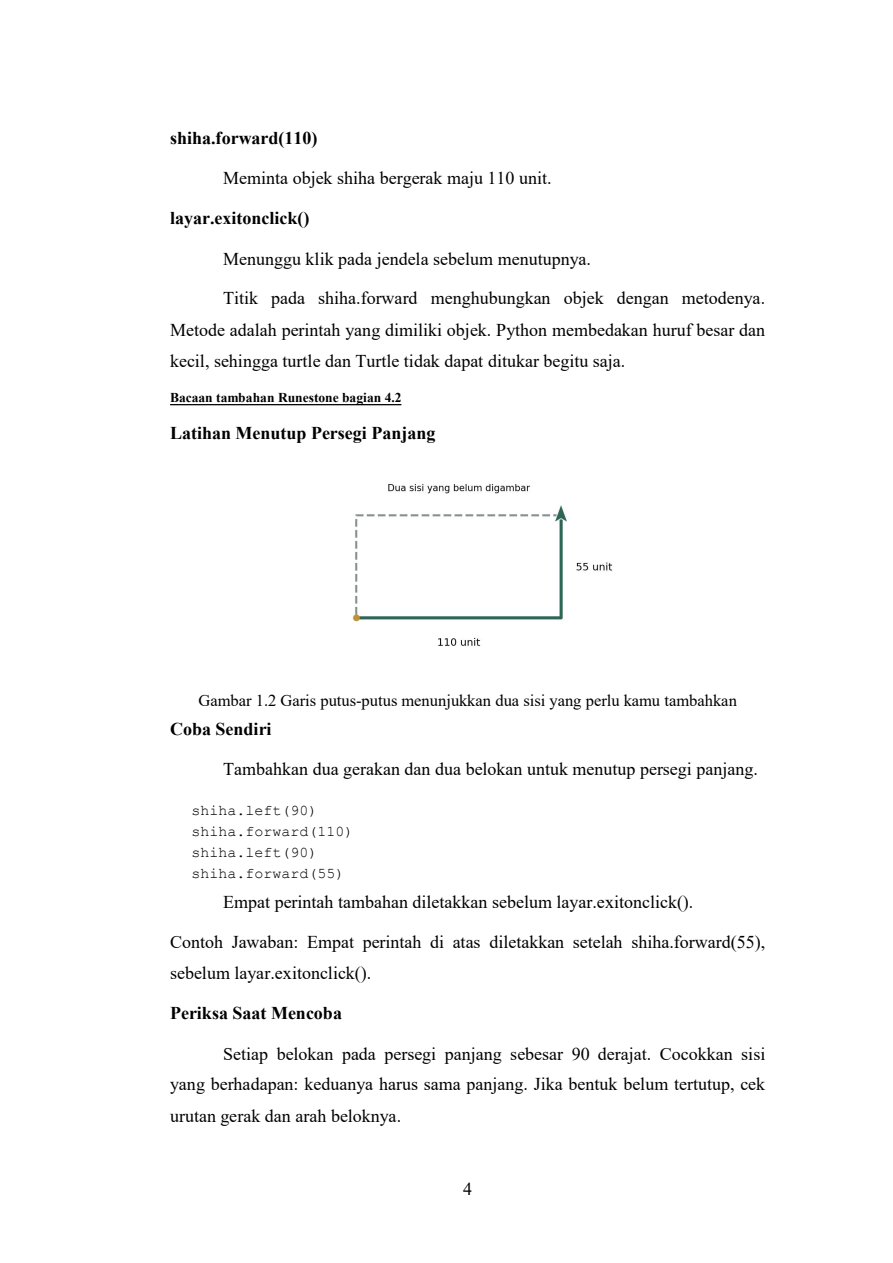 shiha.forward(110)
Meminta objek shiha bergerak maju 110 unit.
layar.exitonclick()
Menunggu klik pada jendela sebelum menutupnya.
Titik pada shiha.forward menghubungkan objek dengan metodenya.
Metode adalah perintah yang dimiliki objek. Python membedakan huruf besar dan
kecil, sehingga turtle dan Turtle tidak dapat ditukar begitu saja.
Bacaan tambahan Runestone bagian 4.2
Latihan Menutup Persegi Panjang
Dua sisi yang belum digambar
55 unit
110 unit
Gambar 1.2 Garis putus-putus menunjukkan dua sisi yang perlu kamu tambahkan
Coba Sendiri
Tambahkan dua gerakan dan dua belokan untuk menutup persegi panjang.
shiha.left(90)
shiha.forward(110)
shiha.left(90)
shiha.forward(55)
Empat perintah tambahan diletakkan sebelum layar.exitonclick().
Contoh Jawaban: Empat perintah di atas diletakkan setelah shiha.forward(55),
sebelum layar.exitonclick().
Periksa Saat Mencoba
Setiap belokan pada persegi panjang sebesar 90 derajat. Cocokkan sisi
yang berhadapan: keduanya harus sama panjang. Jika bentuk belum tertutup, cek
urutan gerak dan arah beloknya.
4